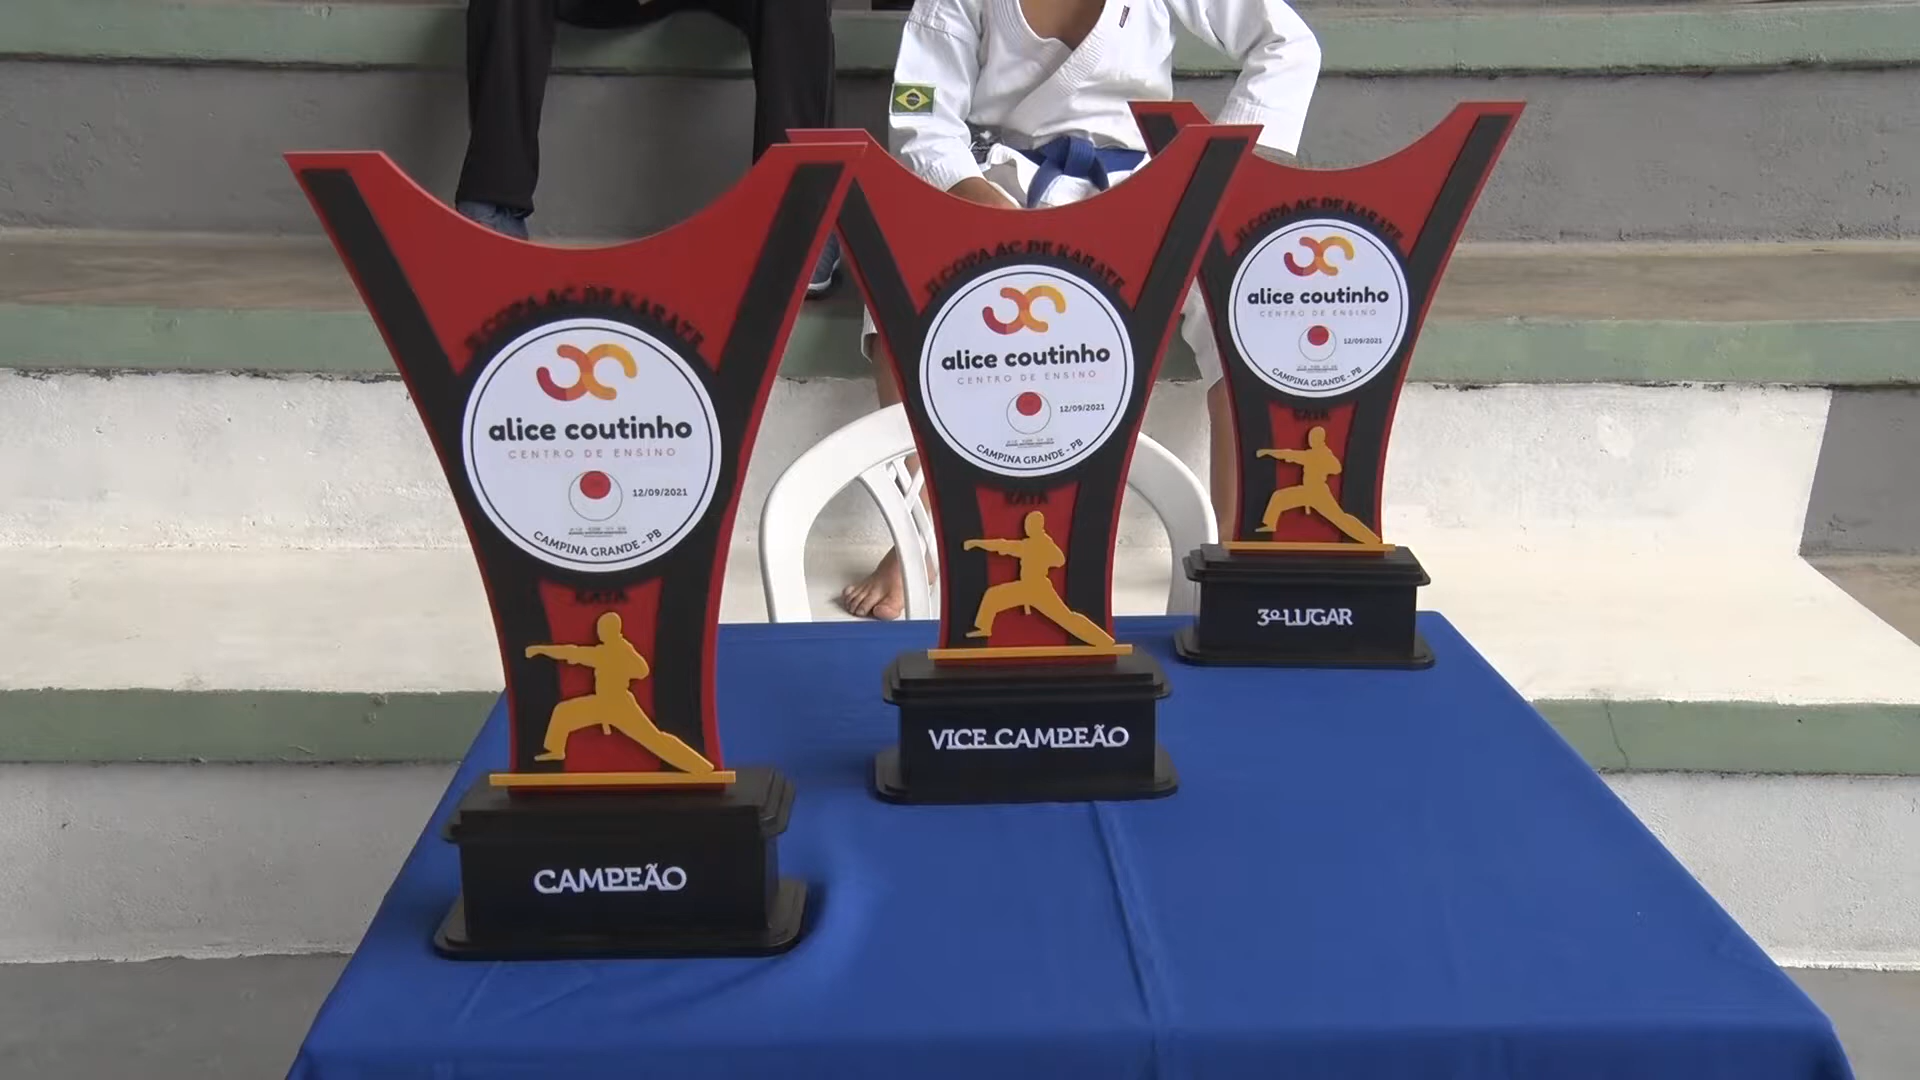 II COPA AC DE KARATE
alice coutinho
CENTRO DE ENSINO
12/09/2021
CAMPINA GRANDE - PB
KATA
CAMPEÃO
II COPA AC DE KARATE
alice coutinho
CENTRO DE ENSINO
12/09/2021
CAMPINA GRANDE - PB
KATA
VICE CAMPEÃO
II COPA AC DE KARATE
alice coutinho
CENTRO DE ENSINO
12/09/2021
CAMPINA GRANDE - PB
KATA
3º LUGAR